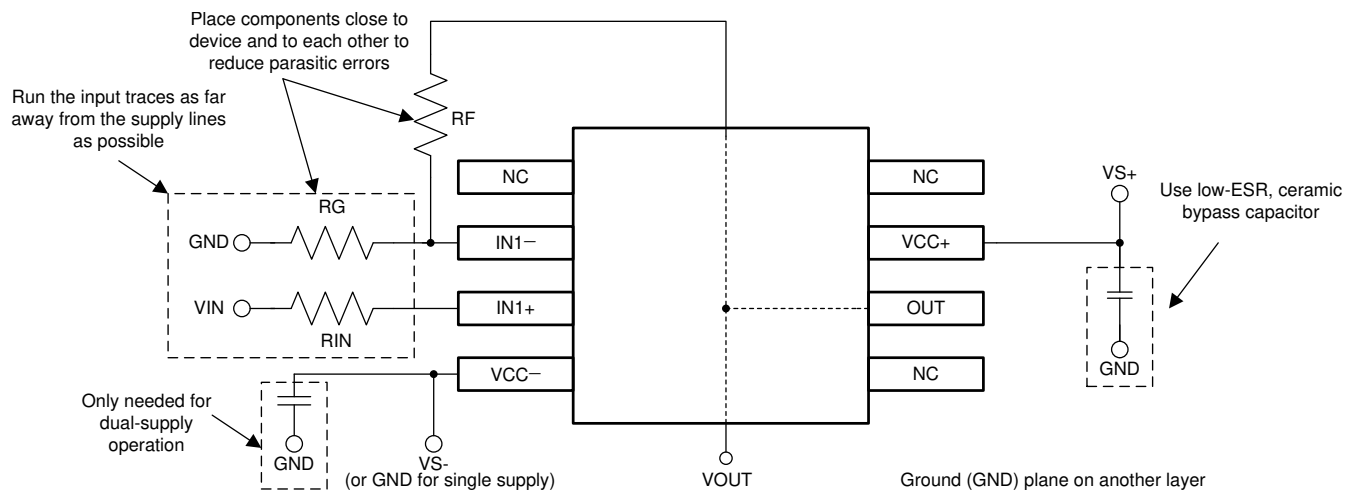 Place components close to
device and to each other to
reduce parasitic errors
Run the input traces as far
away from the supply lines
as possible
RF
NC
NC
VS+
Use low-ESR, ceramic
bypass capacitor
RG
GND
IN1−
VCC+
VIN
IN1+
OUT
RIN
VCC−
NC
GND
Only needed for
dual-supply
operation
GND
VS-
(or GND for single supply)
VOUT
Ground (GND) plane on another layer